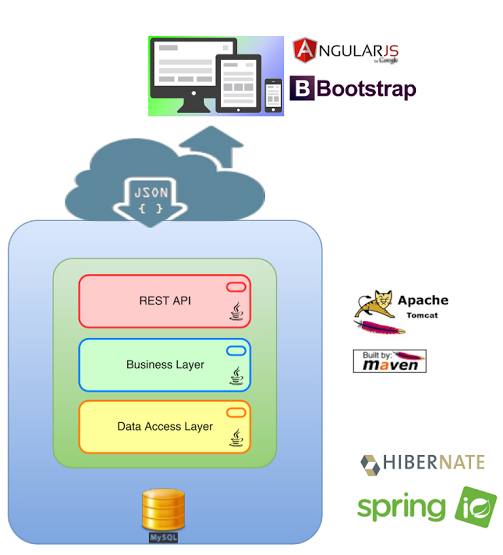 ANGULARJS
by Google
B Bootstrap
JSON
{ }
REST API
Business Layer
Data Access Layer
MySQL
Apache
Tomcat
Built by:
maven
HIBERNATE
spring